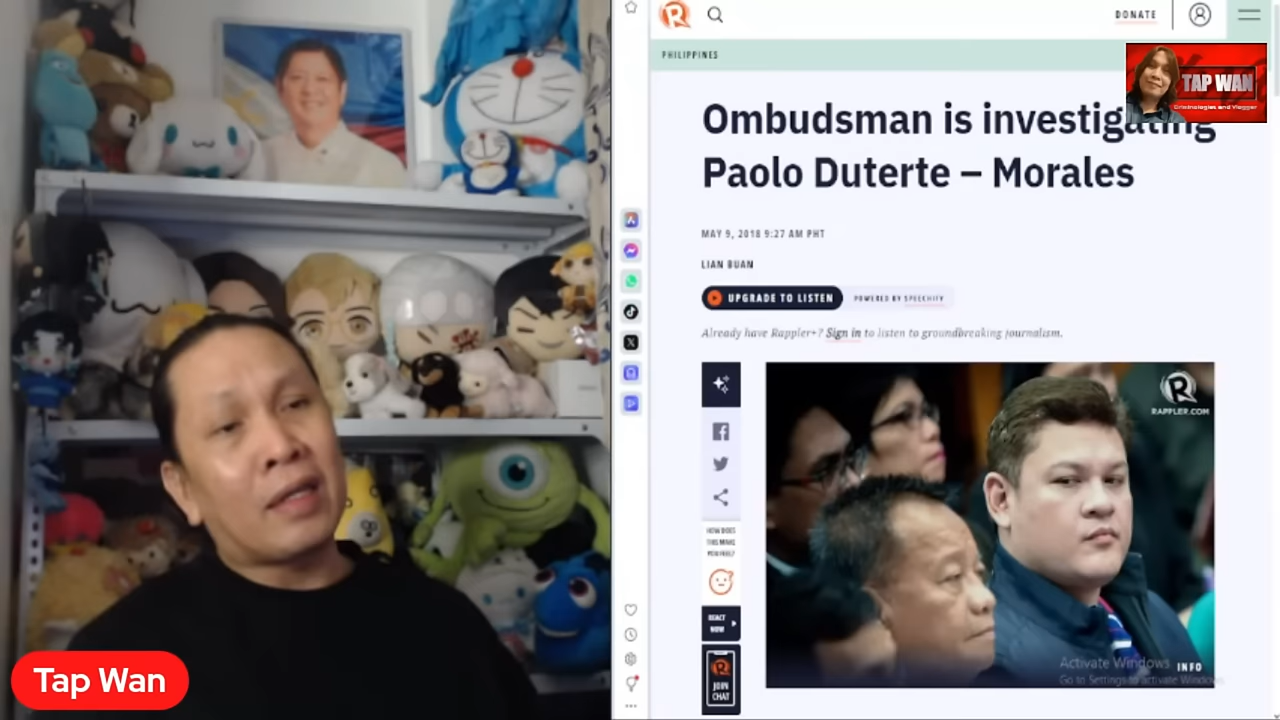 DONATE
PHILIPPINES
TAP WAN
Criminologist and Vlogger
Ombudsman is investigating
Paolo Duterte – Morales
MAY 9, 2018 9:27 AM PHT
LIAN BUAN
UPGRADE TO LISTEN
POWERED BY SPEECHIFY
Already have Rappler+? Sign in to listen to groundbreaking journalism.
R
RAPPLER.COM
HOW DOES
THIS MAKE
YOU FEEL?
REACT
NOW
JOIN
CHAT
Activate Windows
INFO
Go to Settings to activate Windows.
Tap Wan